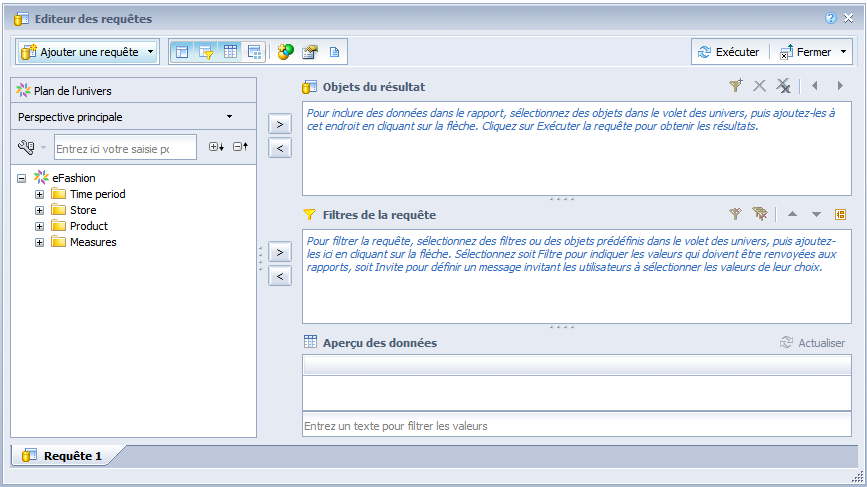 Editeur des requêtes
Ajouter une requête
Exécuter
Fermer
Plan de l'univers
Perspective principale
Entrez ici votre saisie po
eFashion
Time period
Store
Product
Measures
>
<
>
<
Objets du résultat
Pour inclure des données dans le rapport, sélectionnez des objets dans le volet des univers, puis ajoutez-les à
cet endroit en cliquant sur la flèche. Cliquez sur Exécuter la requête pour obtenir les résultats.
Filtres de la requête
Pour filtrer la requête, sélectionnez des filtres ou des objets prédéfinis dans le volet des univers, puis ajoutez-
les ici en cliquant sur la flèche. Sélectionnez soit Filtre pour indiquer les valeurs qui doivent être renvoyées aux
rapports, soit Invite pour définir un message invitant les utilisateurs à sélectionner les valeurs de leur choix.
Aperçu des données
Actualiser
Entrez un texte pour filtrer les valeurs
Requête 1